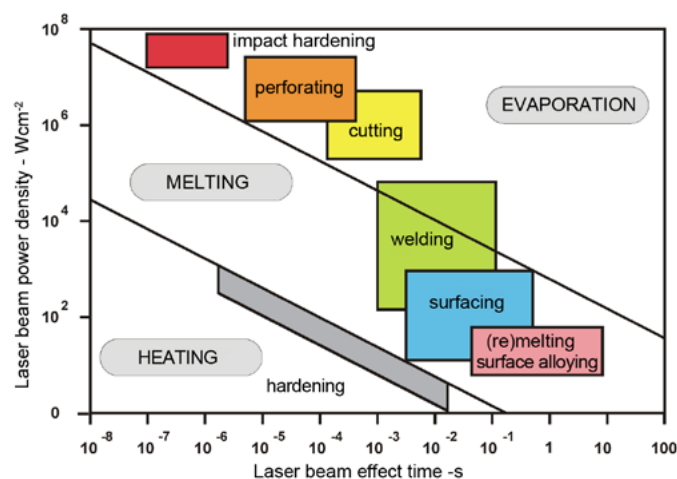 10⁸
impact hardening
perforating
EVAPORATION
10⁶
cutting
MELTING
10⁴
welding
surfacing
10²
(re)melting
surface alloying
HEATING
hardening
0
10⁻⁸ 10⁻⁷ 10⁻⁶ 10⁻⁵ 10⁻⁴ 10⁻³ 10⁻² 10⁻¹ 1 10 100
Laser beam effect time -s
Laser beam power density - Wcm⁻²